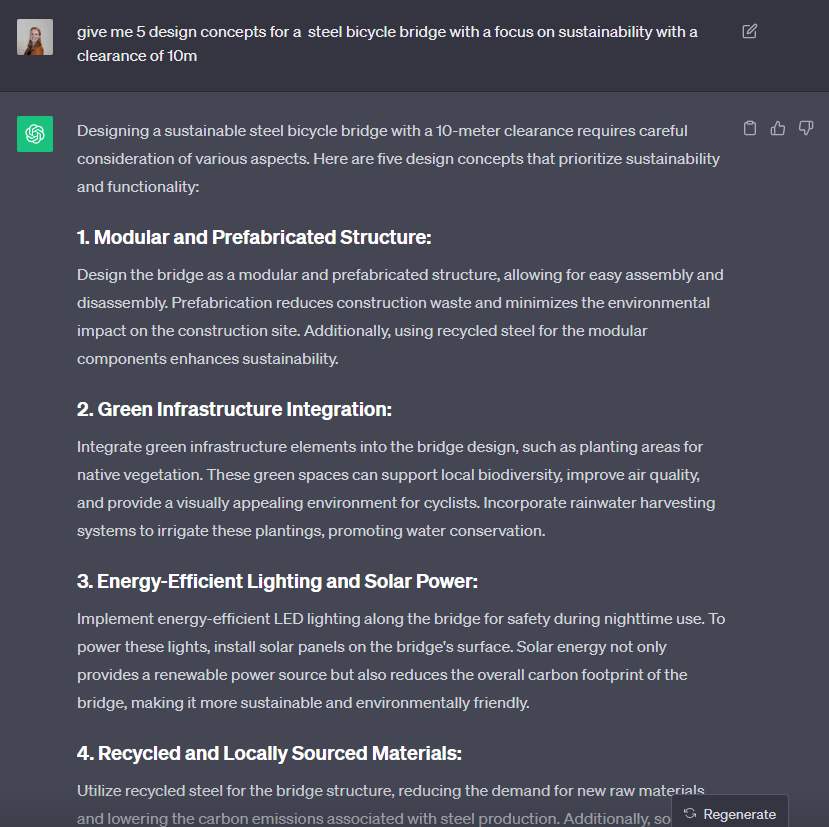 give me 5 design concepts for a  steel bicycle bridge with a focus on sustainability with a
clearance of 10m
Designing a sustainable steel bicycle bridge with a 10-meter clearance requires careful
consideration of various aspects. Here are five design concepts that prioritize sustainability
and functionality:
1. Modular and Prefabricated Structure:
Design the bridge as a modular and prefabricated structure, allowing for easy assembly and
disassembly. Prefabrication reduces construction waste and minimizes the environmental
impact on the construction site. Additionally, using recycled steel for the modular
components enhances sustainability.
2. Green Infrastructure Integration:
Integrate green infrastructure elements into the bridge design, such as planting areas for
native vegetation. These green spaces can support local biodiversity, improve air quality,
and provide a visually appealing environment for cyclists. Incorporate rainwater harvesting
systems to irrigate these plantings, promoting water conservation.
3. Energy-Efficient Lighting and Solar Power:
Implement energy-efficient LED lighting along the bridge for safety during nighttime use. To
power these lights, install solar panels on the bridge's surface. Solar energy not only
provides a renewable power source but also reduces the overall carbon footprint of the
bridge, making it more sustainable and environmentally friendly.
4. Recycled and Locally Sourced Materials:
Utilize recycled steel for the bridge structure, reducing the demand for new raw materials
and lowering the carbon emissions associated with steel production. Additionally, so
Regenerate